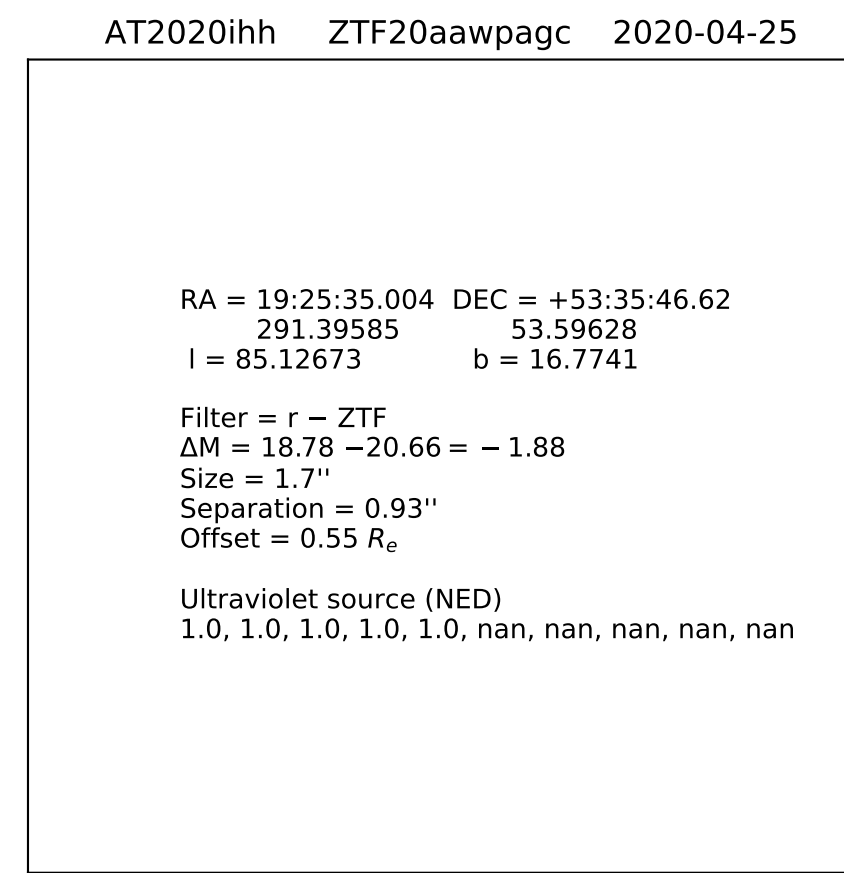 AT2020ihh ZTF20aawpagc 2020-04-25
RA = 19:25:35.004 DEC = +53:35:46.62
291.39585 53.59628
l = 85.12673 b = 16.7741
Filter = r − ZTF
ΔM = 18.78 −20.66 = − 1.88
Size = 1.7''
Separation = 0.93''
Offset = 0.55 Rₑ
Ultraviolet source (NED)
1.0, 1.0, 1.0, 1.0, 1.0, nan, nan, nan, nan, nan